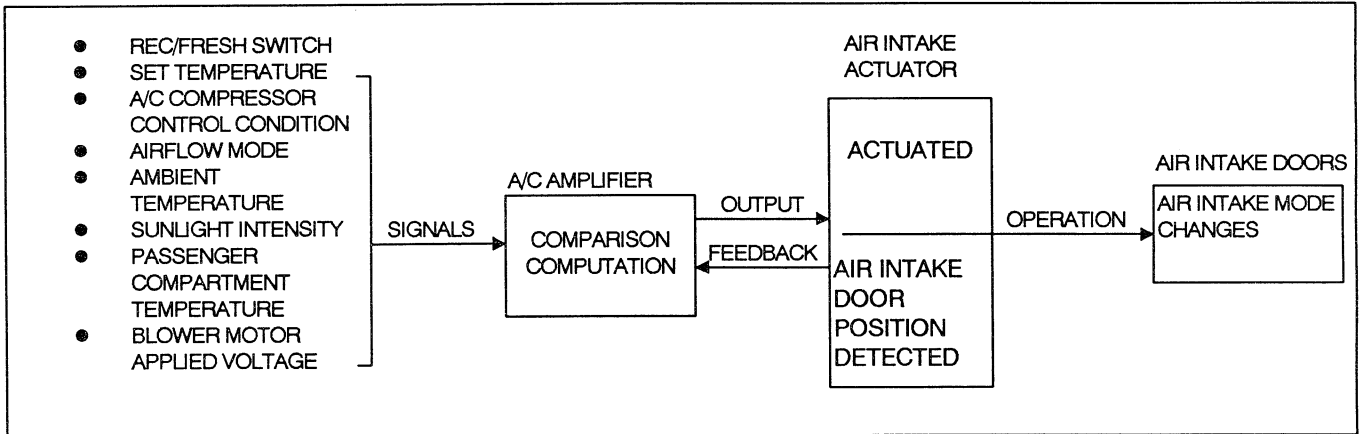 REC/FRESH SWITCH
SET TEMPERATURE
A/C COMPRESSOR
CONTROL CONDITION
AIRFLOW MODE
AMBIENT
TEMPERATURE
SUNLIGHT INTENSITY
PASSENGER
COMPARTMENT
TEMPERATURE
BLOWER MOTOR
APPLIED VOLTAGE
SIGNALS
A/C AMPLIFIER
COMPARISON
COMPUTATION
OUTPUT
FEEDBACK
AIR INTAKE
ACTUATOR
ACTUATED
AIR INTAKE
DOOR
POSITION
DETECTED
OPERATION
AIR INTAKE DOORS
AIR INTAKE MODE
CHANGES